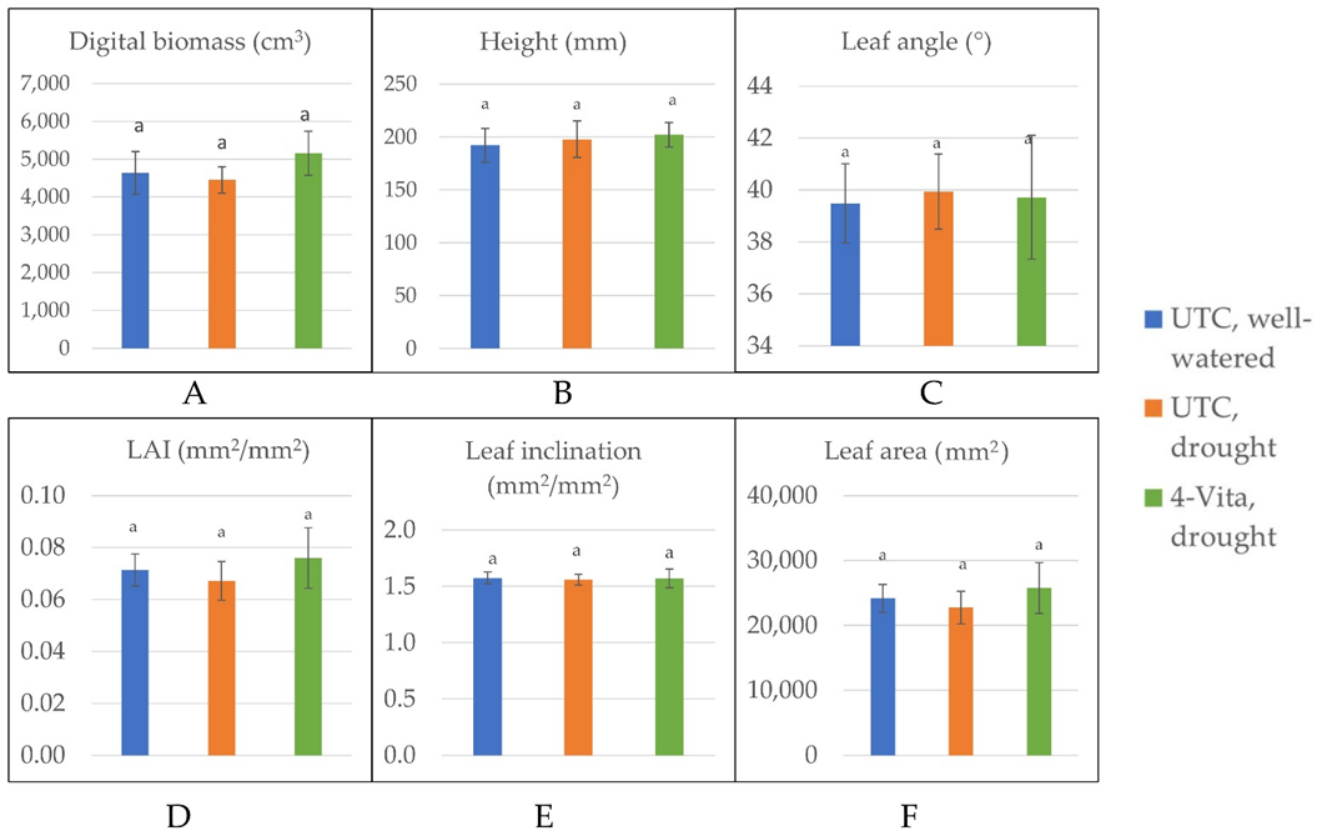 Digital biomass (cm³)
7,000
6,000
5,000
4,000
3,000
2,000
1,000
0
a
a
a
A
Height (mm)
250
200
150
100
50
0
a
a
a
B
Leaf angle (°)
44
42
40
38
36
34
a
a
a
C
LAI (mm²/mm²)
0.10
0.08
0.06
0.04
0.02
0.00
a
a
a
D
Leaf inclination
(mm²/mm²)
2.0
1.5
1.0
0.5
0.0
a
a
a
E
Leaf area (mm²)
40,000
30,000
20,000
10,000
0
a
a
a
F
UTC, well-
watered
UTC,
drought
4-Vita,
drought